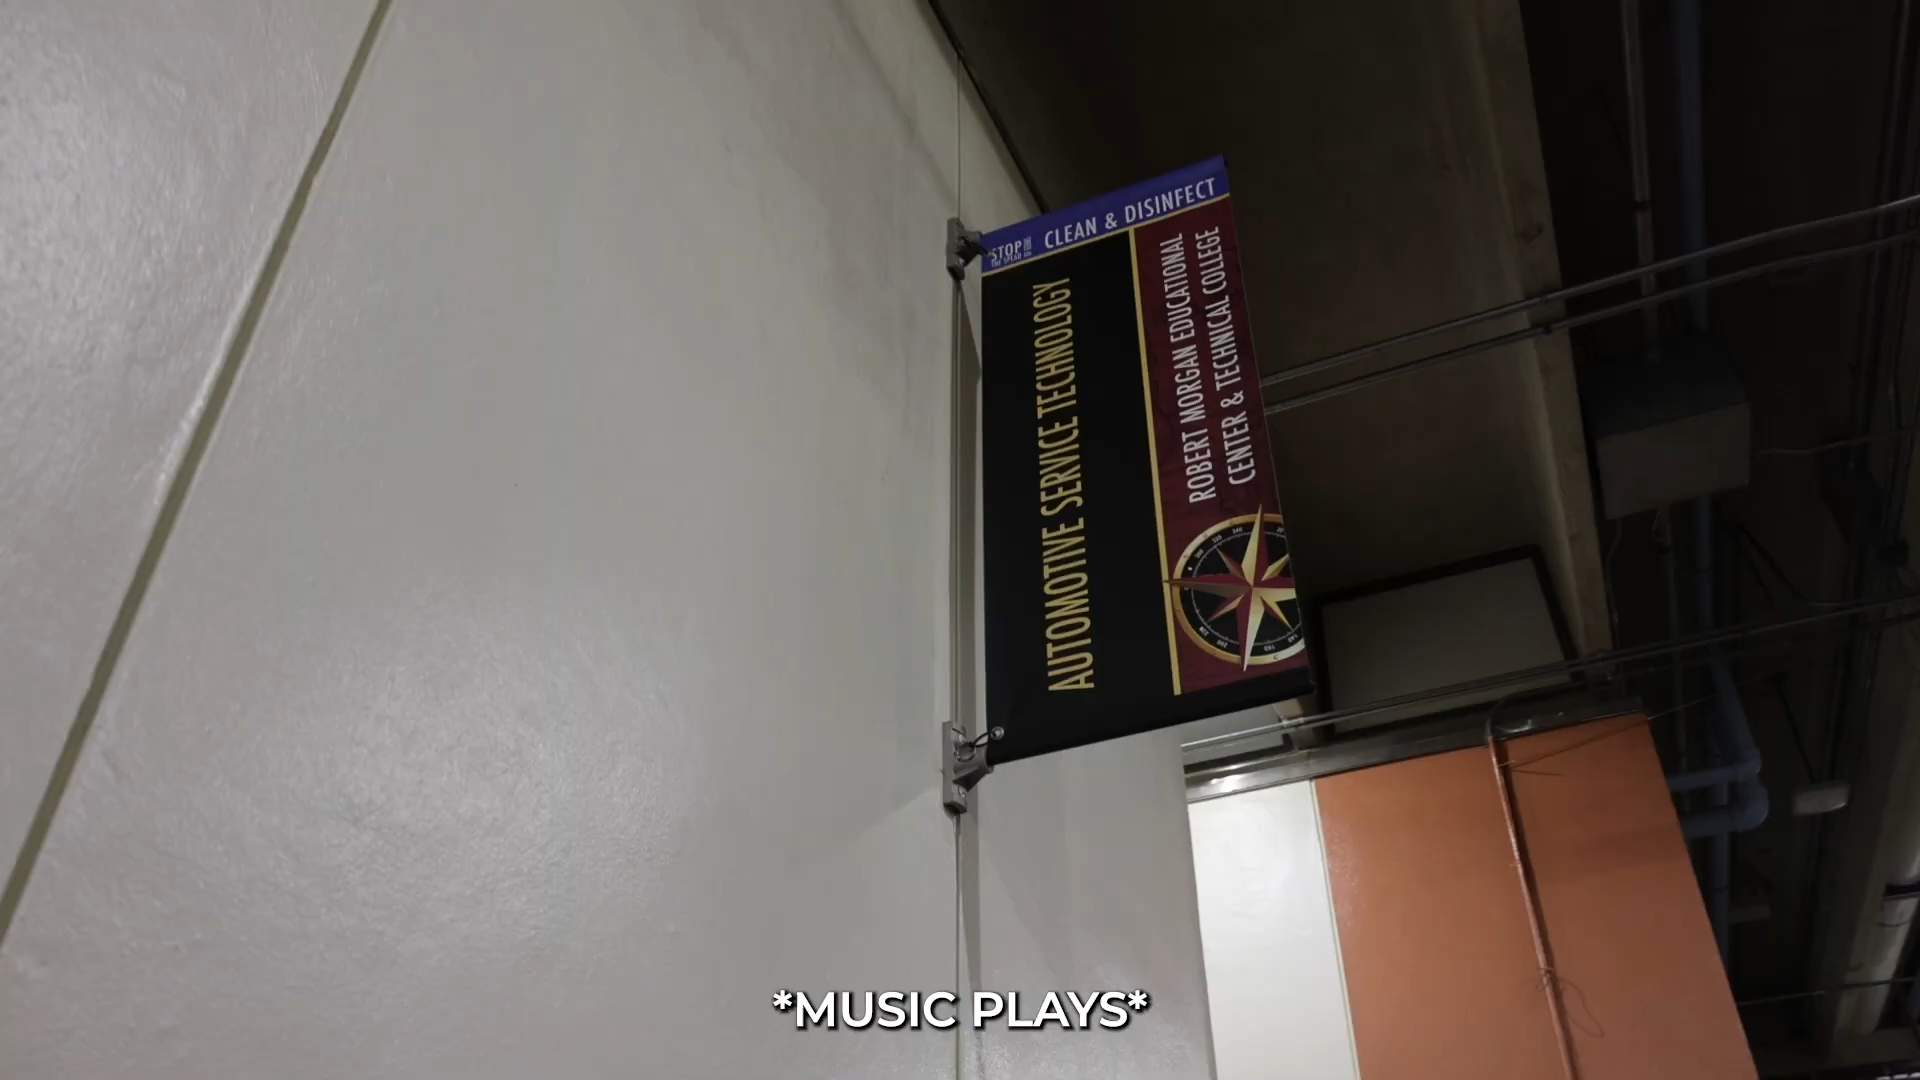 STOP
CLEAN & DISINFECT
AUTOMOTIVE SERVICE TECHNOLOGY
ROBERT MORGAN EDUCATIONAL
CENTER & TECHNICAL COLLEGE
*MUSIC PLAYS*